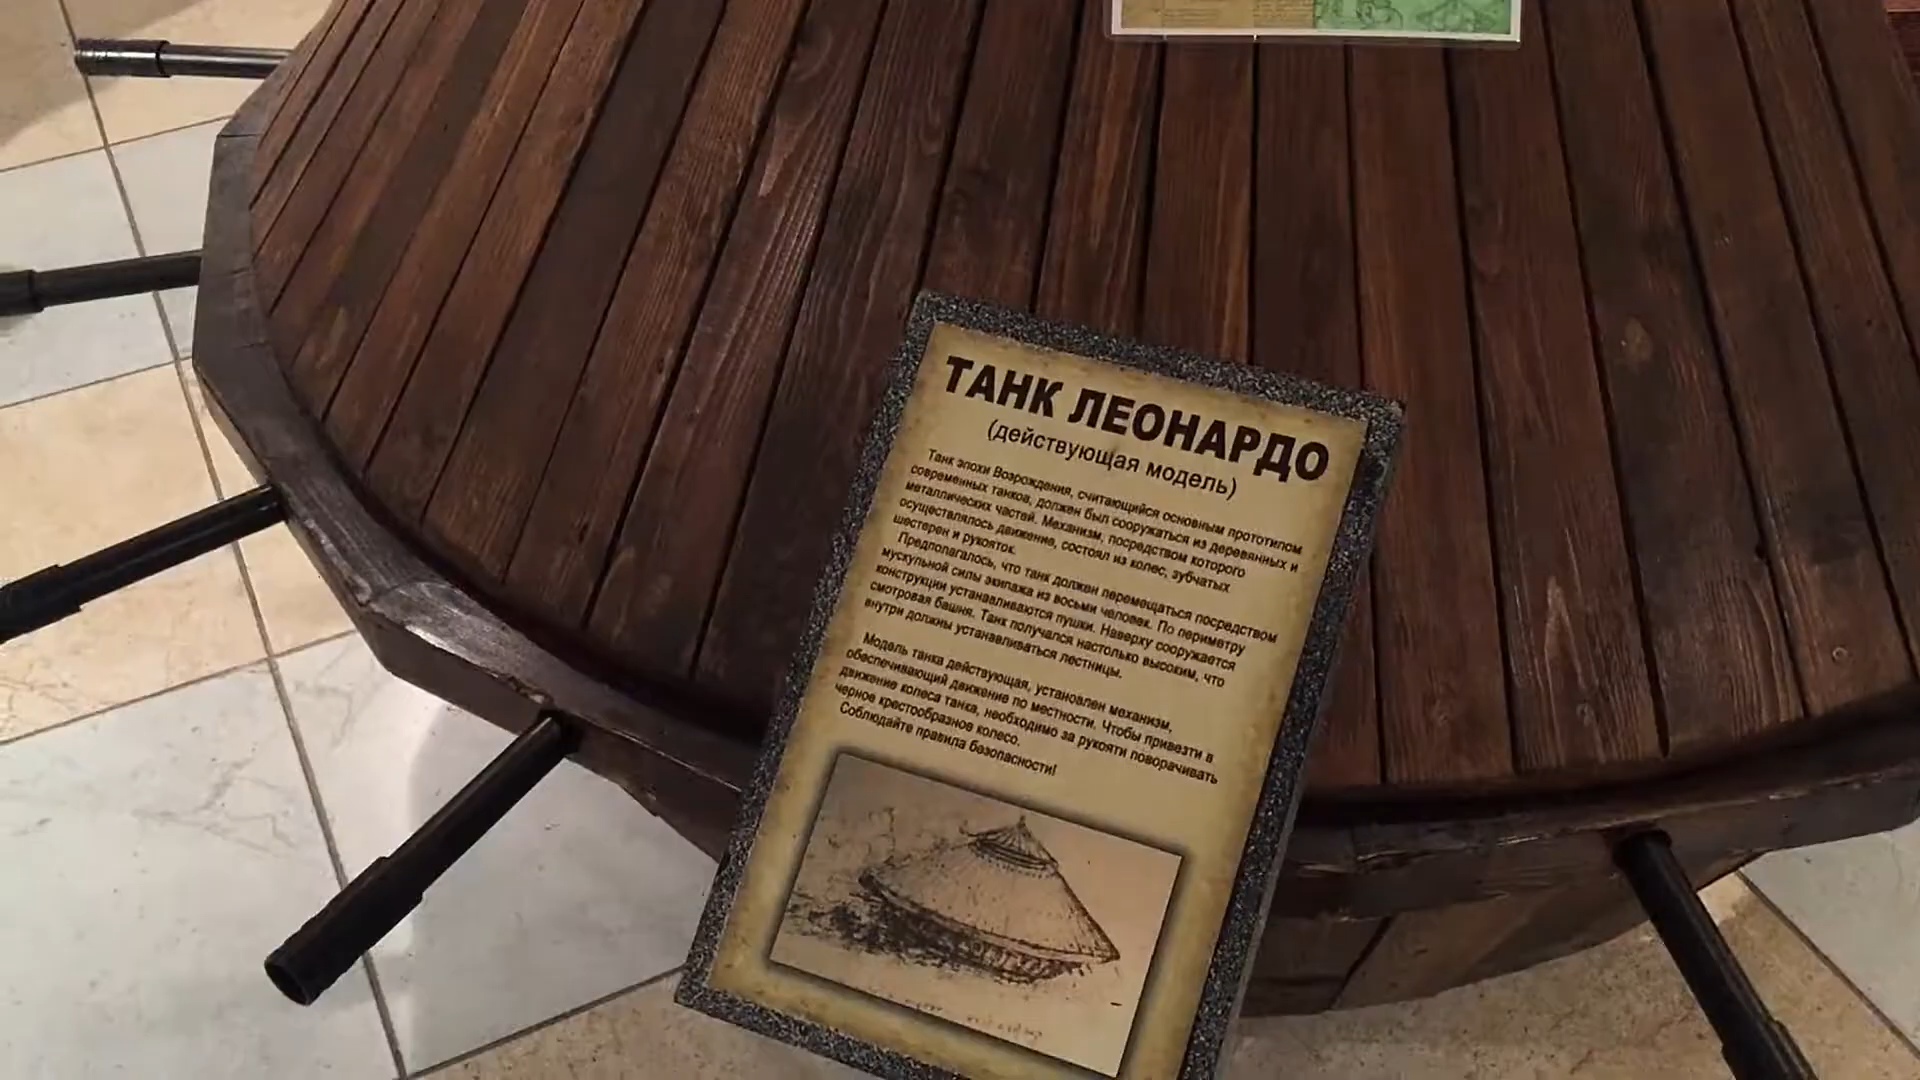 ТАНК ЛЕОНАРДО
(действующая модель)
Танк эпохи Возрождения, считающийся основным прототипом
современных танков, должен был сооружаться из деревянных и
металлических частей. Механизм, посредством которого
осуществлялось движение, состоял из колес, зубчатых
шестерен и рукояток.
Предполагалось, что танк должен перемещаться посредством
мускульной силы экипажа из восьми человек. По периметру
конструкции устанавливаются пушки. Наверху сооружается
смотровая башня. Танк получался настолько высоким, что
внутри должны устанавливаться лестницы.
Модель танка действующая, установлен механизм,
обеспечивающий движение по местности. Чтобы привезти в
движение колеса танка, необходимо за рукояти поворачивать
черное крестообразное колесо.
Соблюдайте правила безопасности!